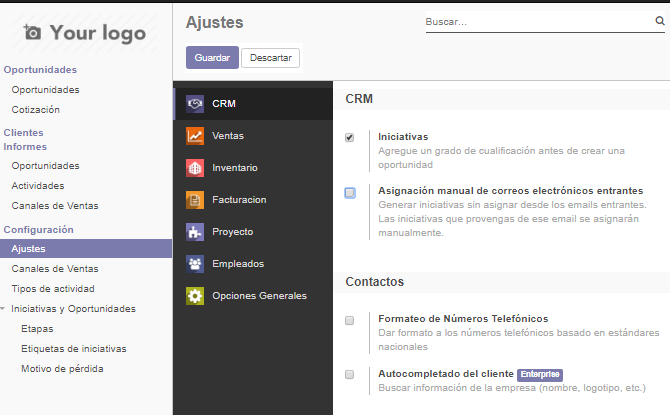 Your logo
Oportunidades
Oportunidades
Cotización
Clientes
Informes
Oportunidades
Actividades
Canales de Ventas
Configuración
Ajustes
Canales de Ventas
Tipos de actividad
Iniciativas y Oportunidades
Etapas
Etiquetas de iniciativas
Motivo de pérdida
Ajustes
Buscar...
Guardar
Descartar
CRM
Ventas
Inventario
Facturacion
Proyecto
Empleados
Opciones Generales
CRM
Iniciativas
Agregue un grado de cualificación antes de crear una
oportunidad
Asignación manual de correos electrónicos entrantes
Generar iniciativas sin asignar desde los emails entrantes.
Las iniciativas que provengas de ese email se asignarán
manualmente.
Contactos
Formateo de Números Telefónicos
Dar formato a los números telefónicos basado en estándares
nacionales
Autocompletado del cliente Enterprise
Buscar información de la empresa (nombre, logotipo, etc.)